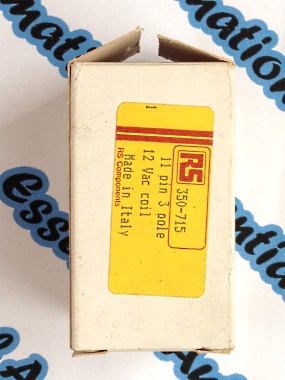 RS
350-715
11 pin 3 pole
12 Vac coil
Made in Italy
RS Components